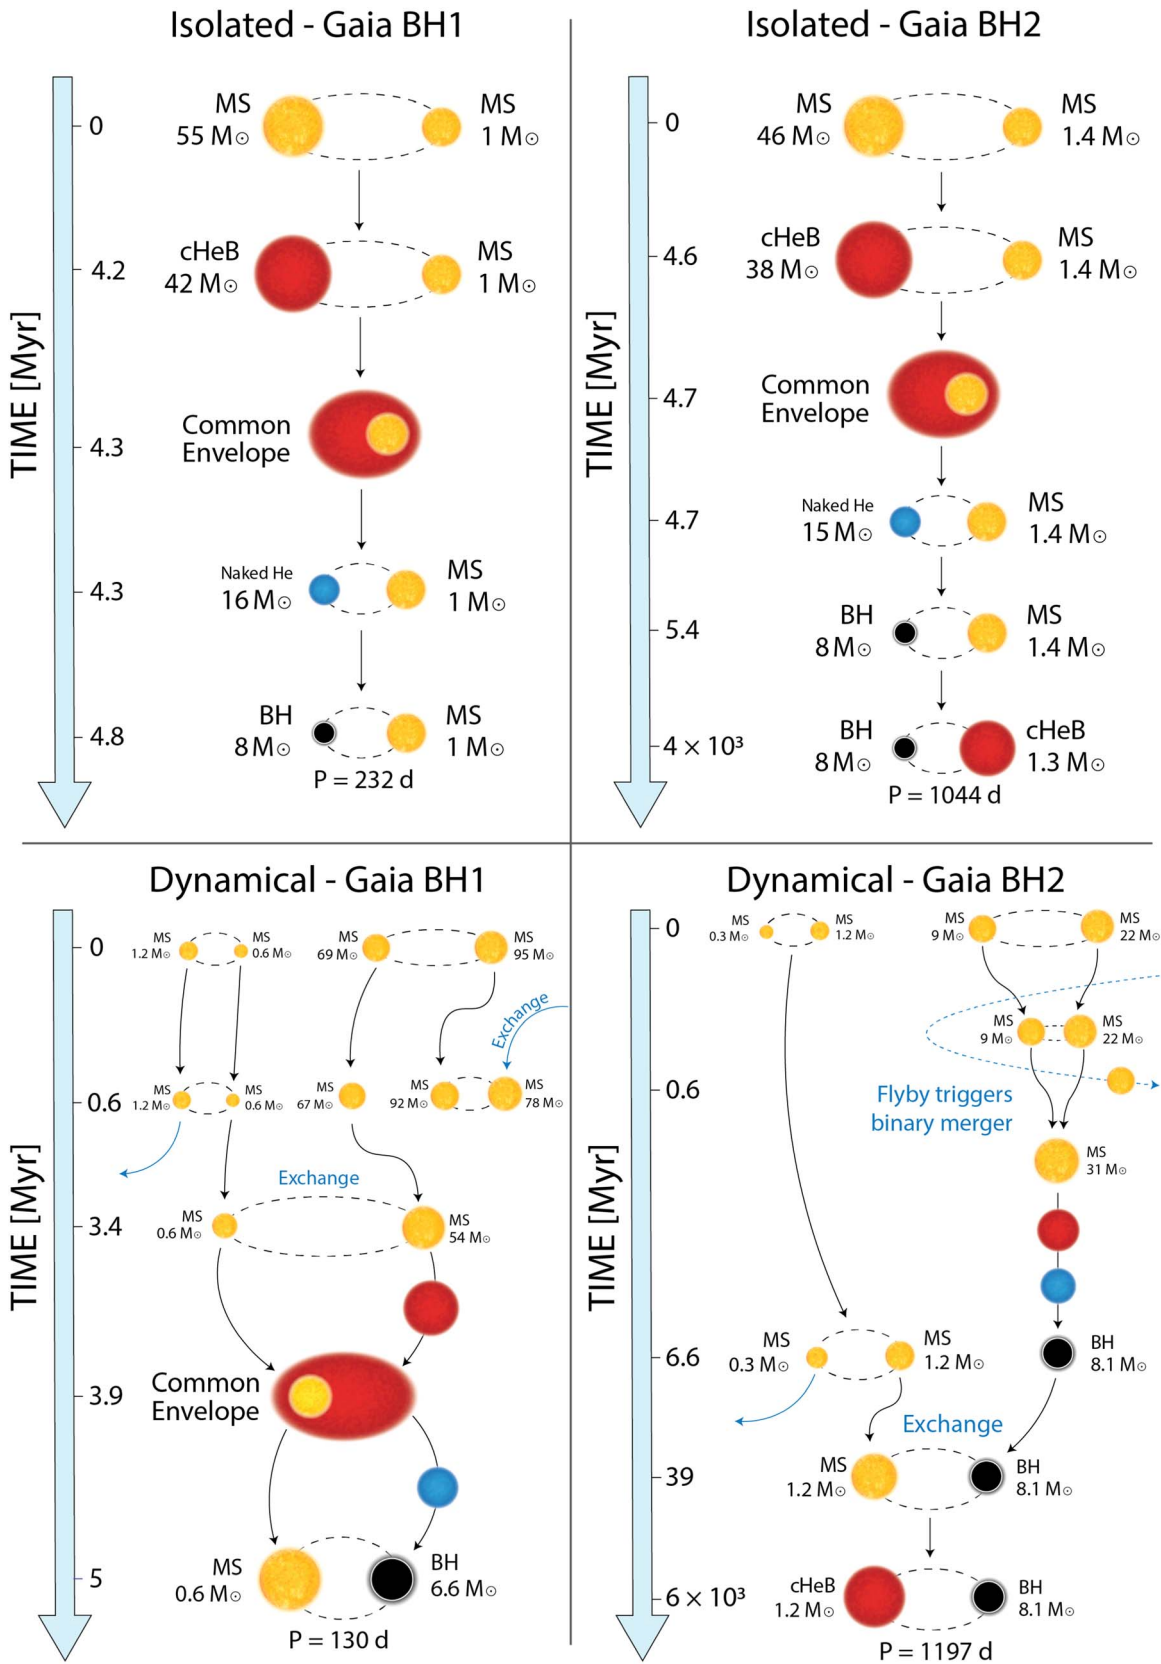 Isolated - Gaia BH1
TIME [Myr]
0
MS
55 M⊙
MS
1 M⊙
4.2
cHeB
42 M⊙
MS
1 M⊙
4.3
Common
Envelope
4.3
Naked He
16 M⊙
MS
1 M⊙
4.8
BH
8 M⊙
MS
1 M⊙
P = 232 d
Isolated - Gaia BH2
TIME [Myr]
0
MS
46 M⊙
MS
1.4 M⊙
4.6
cHeB
38 M⊙
MS
1.4 M⊙
4.7
Common
Envelope
4.7
Naked He
15 M⊙
MS
1.4 M⊙
5.4
BH
8 M⊙
MS
1.4 M⊙
4 × 10³
BH
8 M⊙
cHeB
1.3 M⊙
P = 1044 d
Dynamical - Gaia BH1
TIME [Myr]
0
MS
1.2 M⊙
MS
0.6 M⊙
MS
69 M⊙
MS
95 M⊙
Exchange
0.6
MS
1.2 M⊙
MS
0.6 M⊙
MS
67 M⊙
MS
92 M⊙
MS
78 M⊙
Exchange
3.4
MS
0.6 M⊙
MS
54 M⊙
3.9
Common
Envelope
5
MS
0.6 M⊙
BH
6.6 M⊙
P = 130 d
Dynamical - Gaia BH2
TIME [Myr]
0
MS
0.3 M⊙
MS
1.2 M⊙
MS
9 M⊙
MS
22 M⊙
MS
9 M⊙
MS
22 M⊙
0.6
Flyby triggers
binary merger
MS
31 M⊙
6.6
MS
0.3 M⊙
MS
1.2 M⊙
BH
8.1 M⊙
Exchange
39
MS
1.2 M⊙
BH
8.1 M⊙
6 × 10³
cHeB
1.2 M⊙
BH
8.1 M⊙
P = 1197 d